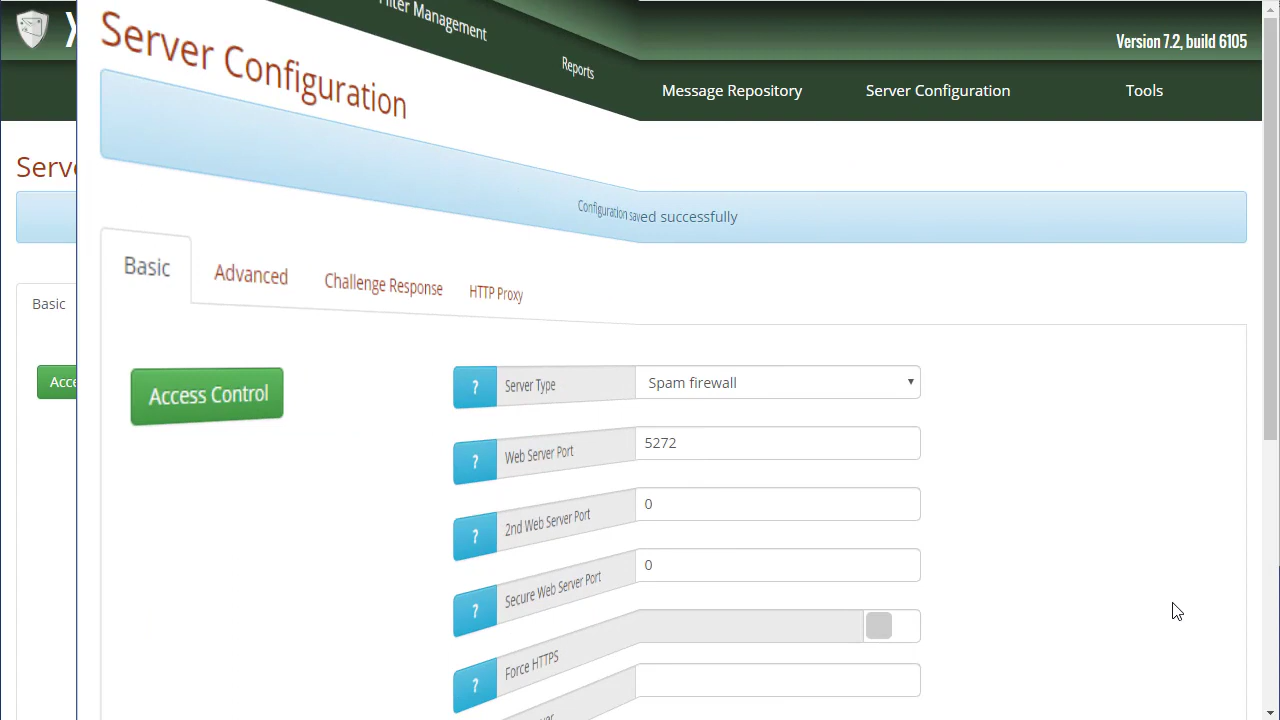 Version 7.2, build 6105
Filter Management
Reports
Message Repository
Server Configuration
Tools
Server Configuration
Serv
Configuration saved successfully
Basic
Basic
Advanced
Challenge Response
HTTP Proxy
Acce
Access Control
? Server Type Spam firewall
? Web Server Port 5272
? 2nd Web Server Port 0
? Secure Web Server Port 0
? Force HTTPS